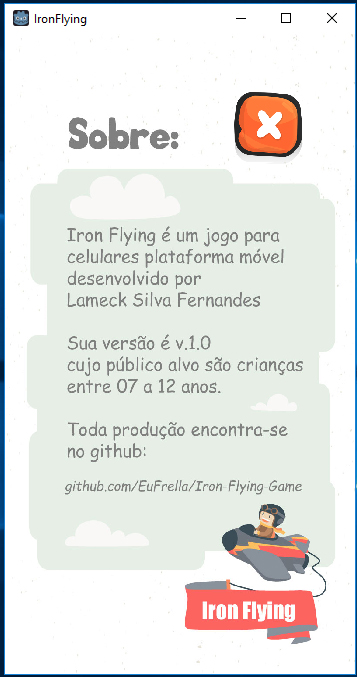 IronFlying
Sobre:
Iron Flying é um jogo para
celulares plataforma móvel
desenvolvido por
Lameck Silva Fernandes
Sua versão é v.1.0
cujo público alvo são crianças
entre 07 a 12 anos.
Toda produção encontra-se
no github:
github.com/EuFrella/Iron-Flying-Game
Iron Flying